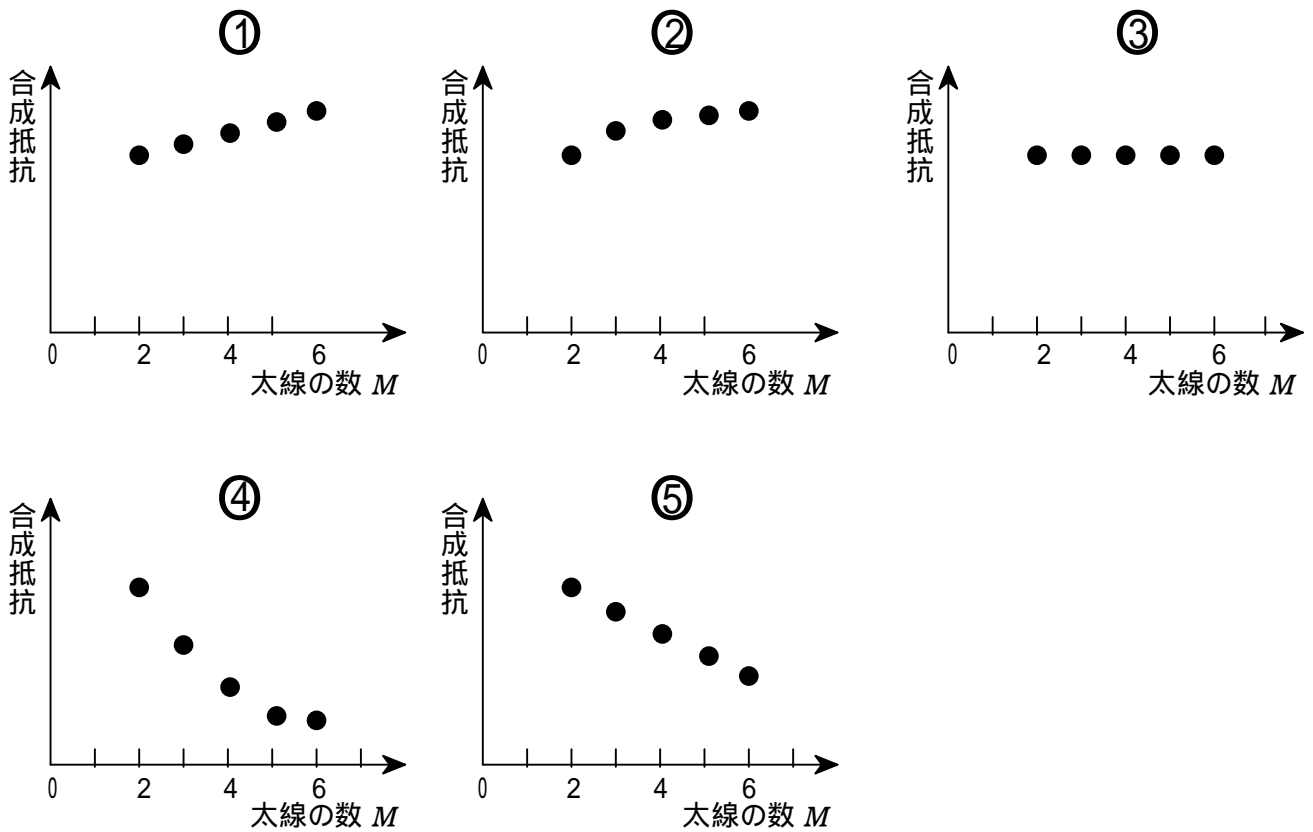 ① ② ③
合成抵抗 合成抵抗 合成抵抗
0 2 4 6 0 2 4 6 0 2 4 6
太線の数 M 太線の数 M 太線の数 M
④ ⑤
合成抵抗 合成抵抗
0 2 4 6 0 2 4 6
太線の数 M 太線の数 M